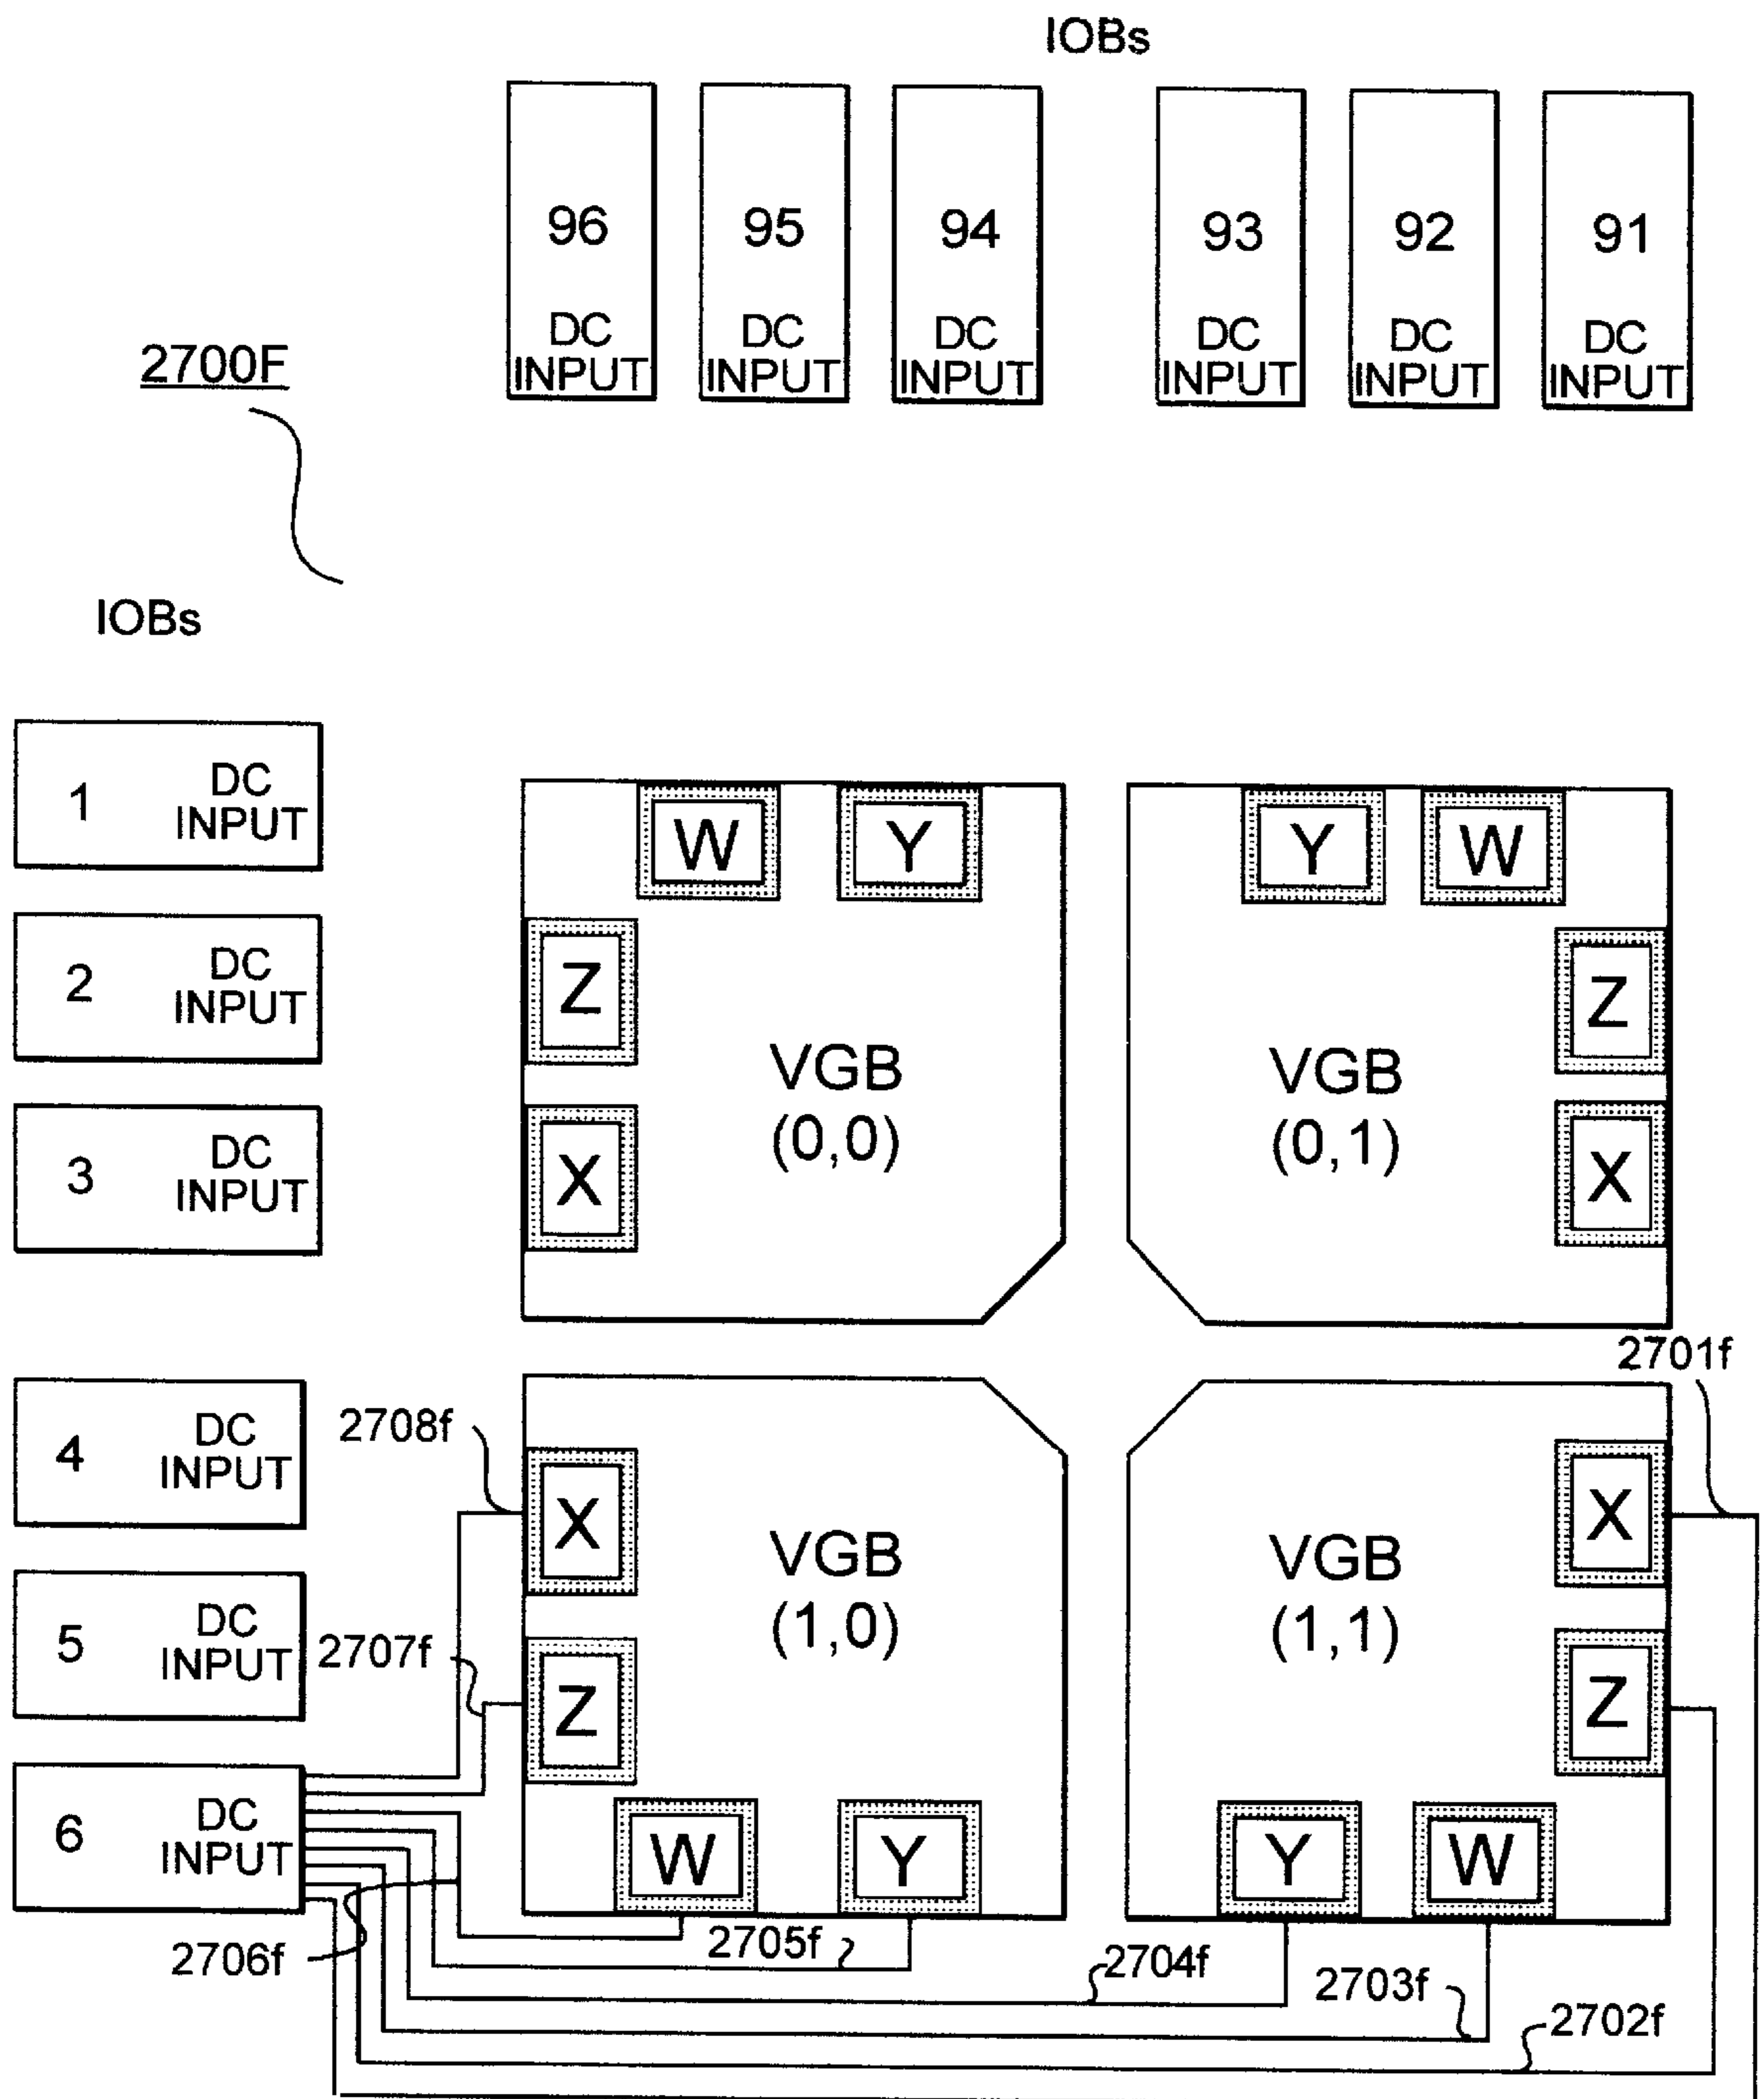 IOBs
96 95 94 93 92 91
DC DC DC DC DC DC
INPUT INPUT INPUT INPUT INPUT INPUT
2700F
IOBs
1 DC INPUT
2 DC INPUT
3 DC INPUT
W Y
Z
X
VGB
(0,0)
Y W
Z
X
VGB
(0,1)
2701f
4 DC INPUT
5 DC INPUT
6 DC INPUT
2708f
2707f
X
Z
W Y
VGB
(1,0)
X
Z
Y W
VGB
(1,1)
2706f
2705f
2704f
2703f
2702f